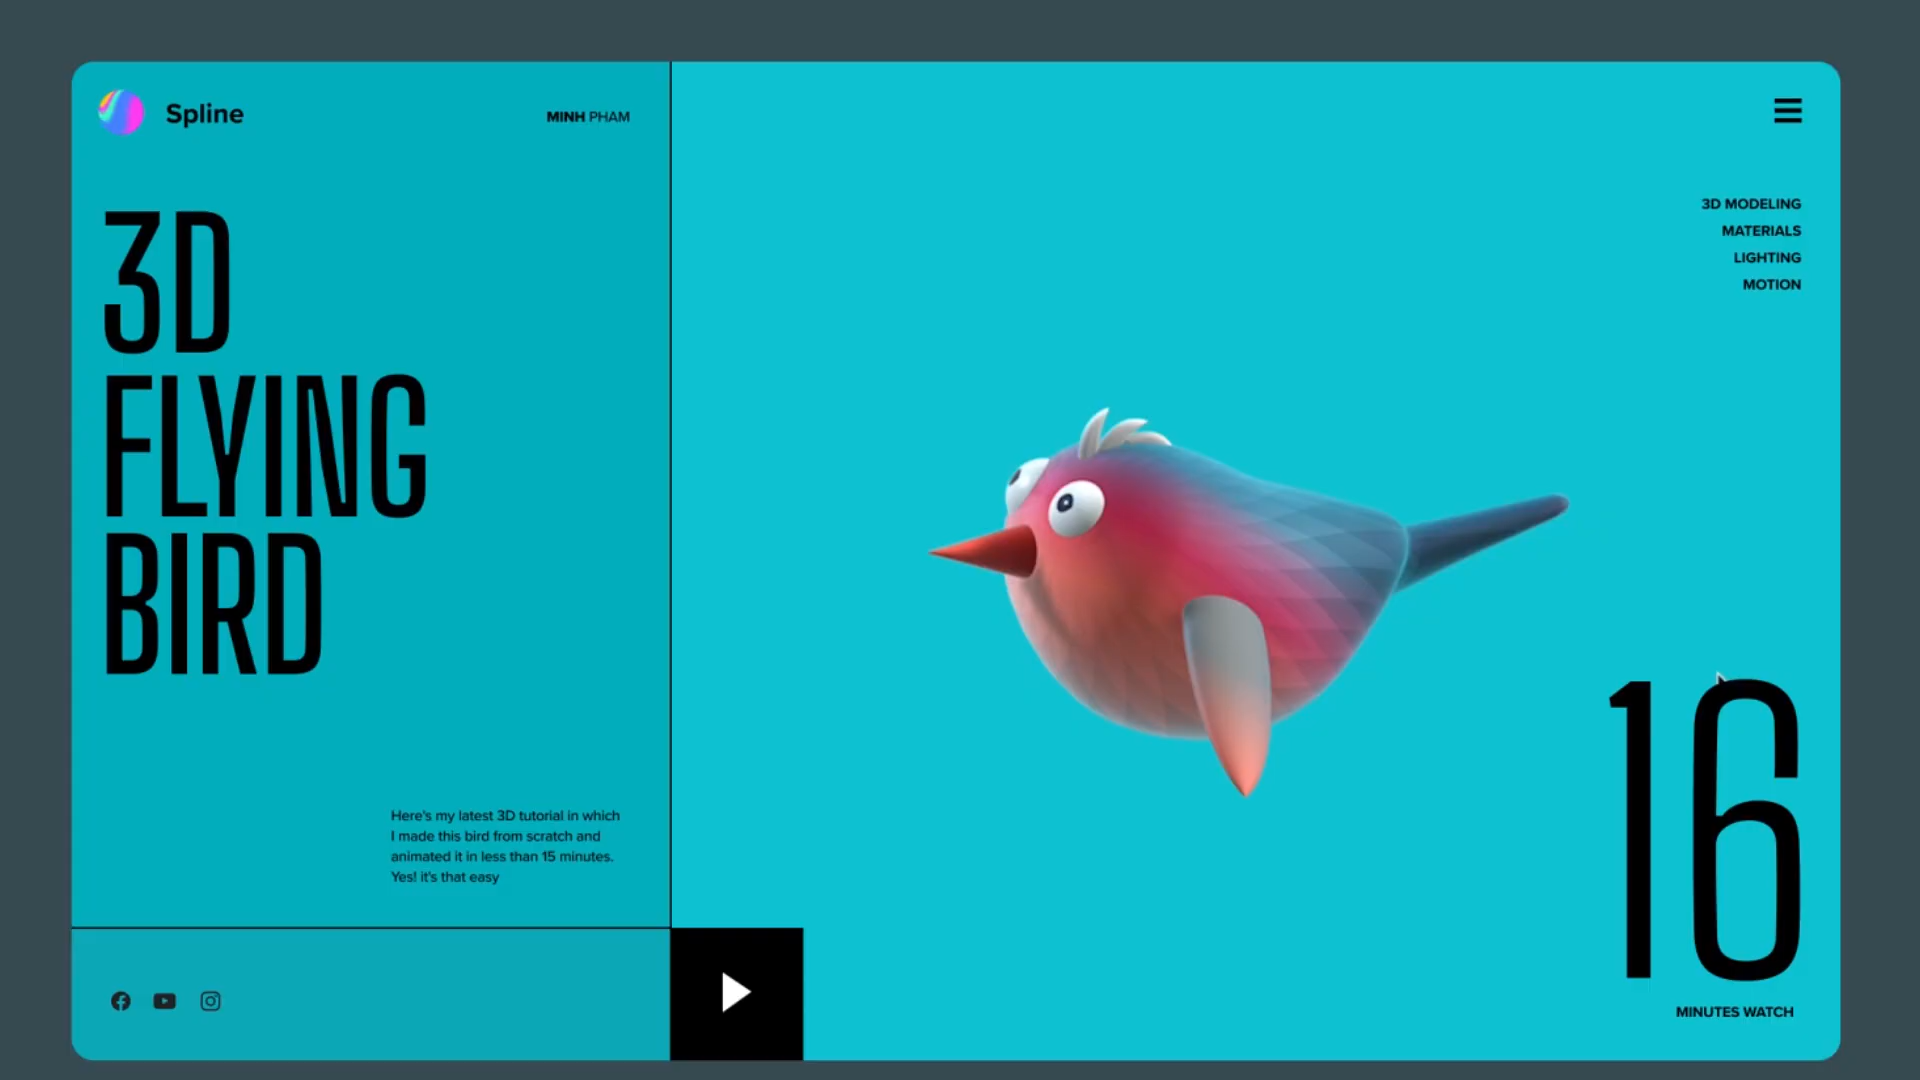 Spline
MINH PHAM
3D
FLYING
BIRD
Here's my latest 3D tutorial in which
I made this bird from scratch and
animated it in less than 15 minutes.
Yes! it's that easy
3D MODELING
MATERIALS
LIGHTING
MOTION
16
MINUTES WATCH